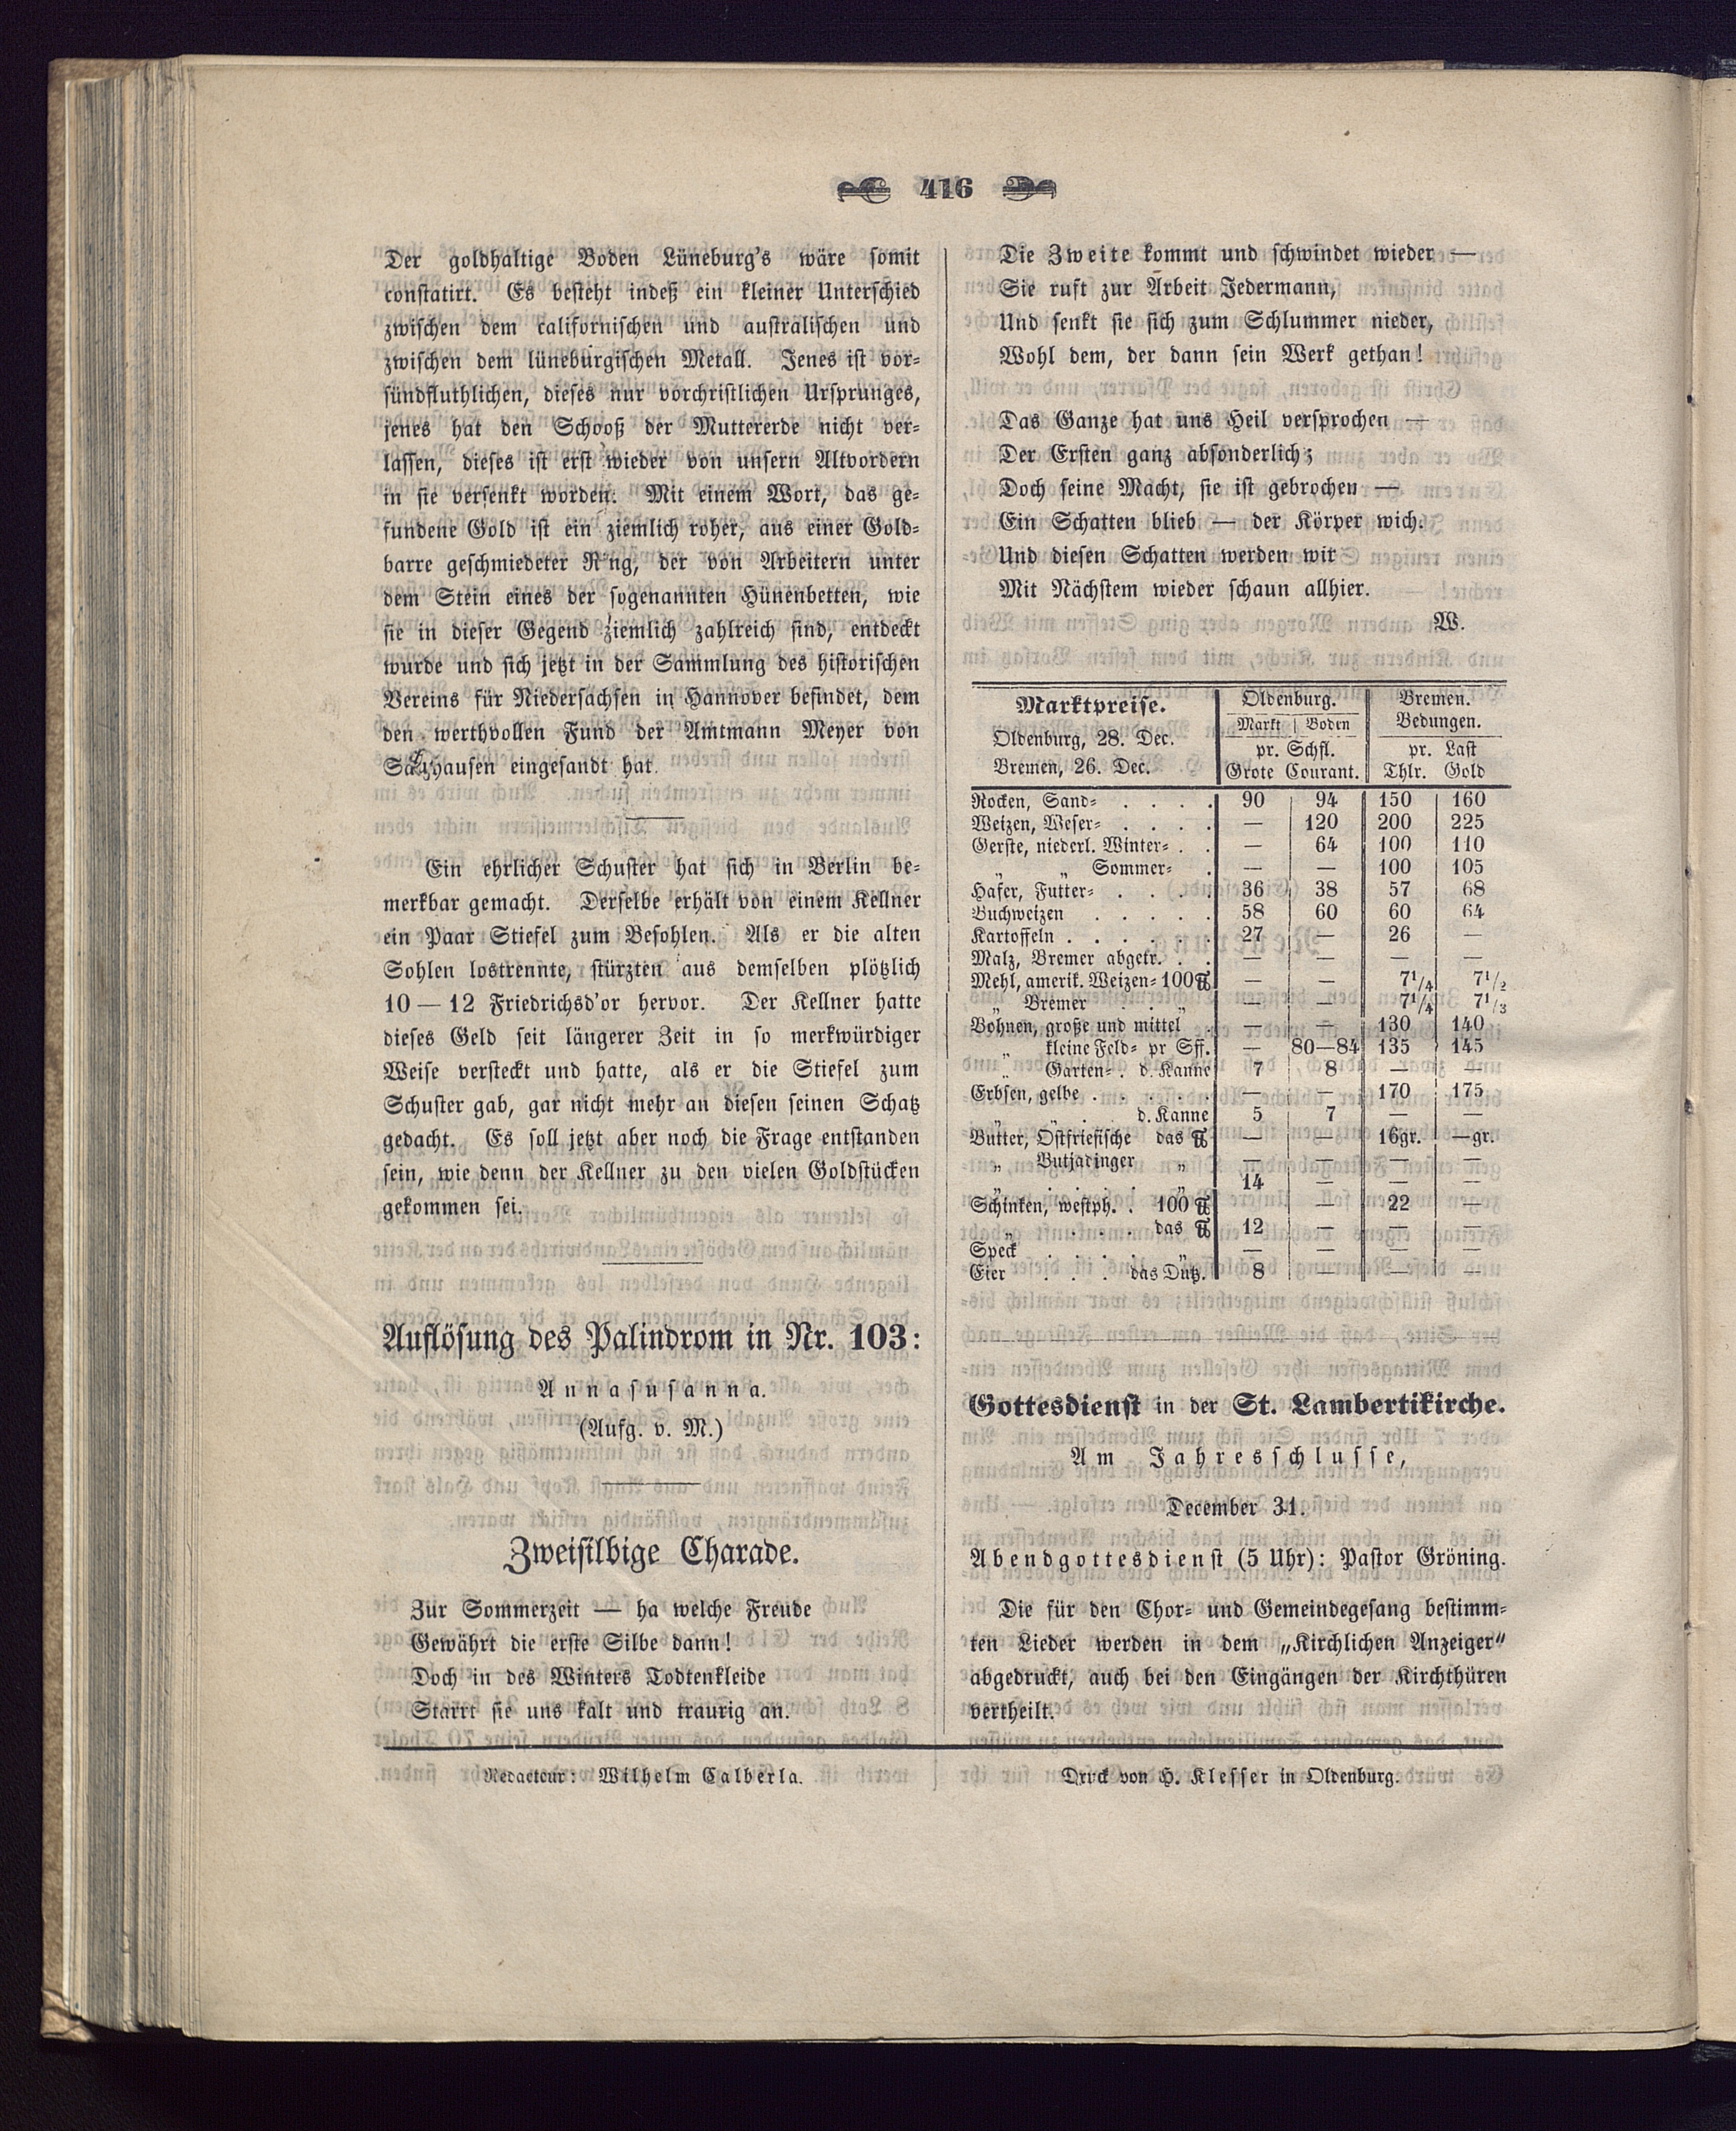 416
Der goldhaltige Boden Lüneburg's wäre somit
constatirt. Es besteht indeß ein kleiner Unterschied
zwischen dem californischen und australischen und
zwischen dem lüneburgischen Metall. Jenes ist vor-
sündfluthlichen, dieses nur vorchristlichen Ursprunges,
jenes hat den Schooß der Muttererde nicht ver-
lassen, dieses ist erst wieder von unsern Altvordern
in sie versenkt worden. Mit einem Wort, das ge-
fundene Gold ist ein ziemlich roher, aus einer Gold-
barre geschmiedeter Ring, der von Arbeitern unter
dem Stein eines der sogenannten Hünenbetten, wie
sie in dieser Gegend ziemlich zahlreich sind, entdeckt
wurde und sich jetzt in der Sammlung des historischen
Vereins für Niedersachsen in Hannover befindet, dem
den werthvollen Fund der Amtmann Meyer von
eingesandt hat.
Ein ehrlicher Schuster hat sich in Berlin be-
merkbar gemacht. Derselbe erhält von einem Kellner
ein Paar Stiefel zum Besohlen. Als er die alten
Sohlen lostrennte, stürzten aus demselben plötzlich
10—12 Friedrichsd'or hervor. Der Kellner hatte
dieses Geld seit längerer Zeit in so merkwürdiger
Weise versteckt und hatte, als er die Stiefel zum
Schuster gab, gar nicht mehr an diesen seinen Schatz
gedacht. Es soll jetzt aber noch die Frage entstanden
sein, wie denn der Kellner zu den vielen Goldstücken
gekommen sei.
Auflösung des Palindrom in Nr. 103:
Annasusanna.
(Aufg. v. M.)
Zweisilbige Charade.
Zur Sommerzeit — ha welche Freude
Gewährt die erste Silbe dann!
Doch in des Winters Todtenkleide
Starrt sie uns kalt und traurig an.
Die Zweite kommt und schwindet wieder —
Sie ruft zur Arbeit Jedermann,
Und senkt sie sich zum Schlummer nieder,
Wohl dem, der dann sein Werk gethan!
Das Ganze hat uns Heil versprochen —
Der Ersten ganz absonderlich;
Doch seine Macht, sie ist gebrochen —
Ein Schatten blieb — der Körper wich.
Und diesen Schatten werden wir
Mit Nächstem wieder schaun allhier.
W.
Marktpreise. Oldenburg. Bremen.
Markt | Boden Bedungen.
Oldenburg, 28. Dec. pr. Schfl. pr. Last
Bremen, 26. Dec. Grote Courant. Thlr. Gold
Rocken, Sand- . . . . 90 94 150 160
Weizen, Weser- . . . . — 120 200 225
Gerste, niederl. Winter- . . — 64 100 110
„ „ Sommer- . — — 100 105
Hafer, Futter- . . . . 36 38 57 68
Buchweizen . . . . . 58 60 60 64
Kartoffeln . . . . . . 27 — 26 —
Malz, Bremer abgetr. . . — — — —
Mehl, amerik. Weizen- 100 ℔ — — 7 1/4 7 1/2
„ Bremer . . „ — — 7 1/4 7 1/3
Bohnen, große und mittel . — — 130 140
„ kleine Feld- pr Sff. — 80—84 135 145
„ Garten- . d. Kanne 7 8 — —
Erbsen, gelbe . . . . . — — 170 175
„ „ . d. Kanne 5 7 — —
Butter, Ostfriesische das ℔ — — 16gr. —gr.
„ Butjadinger „ — — — —
„ . . . . „ 14 — — —
Schinken, westph. . 100 ℔ — 22 —
„ . . . das ℔ 12 — — —
Speck . . . . „ — — — —
Eier . . . das Dutz. 8 — — —
Gottesdienst in der St. Lambertikirche.
Am Jahresschlusse,
December 31.
Abendgottesdienst (5 Uhr): Pastor Gröning.
Die für den Chor- und Gemeindegesang bestimm-
ten Lieder werden in dem „Kirchlichen Anzeiger“
abgedruckt, auch bei den Eingängen der Kirchthüren
vertheilt.
Redacteur: Wilhelm Calberla.
Druck von H. Klesser in Oldenburg.